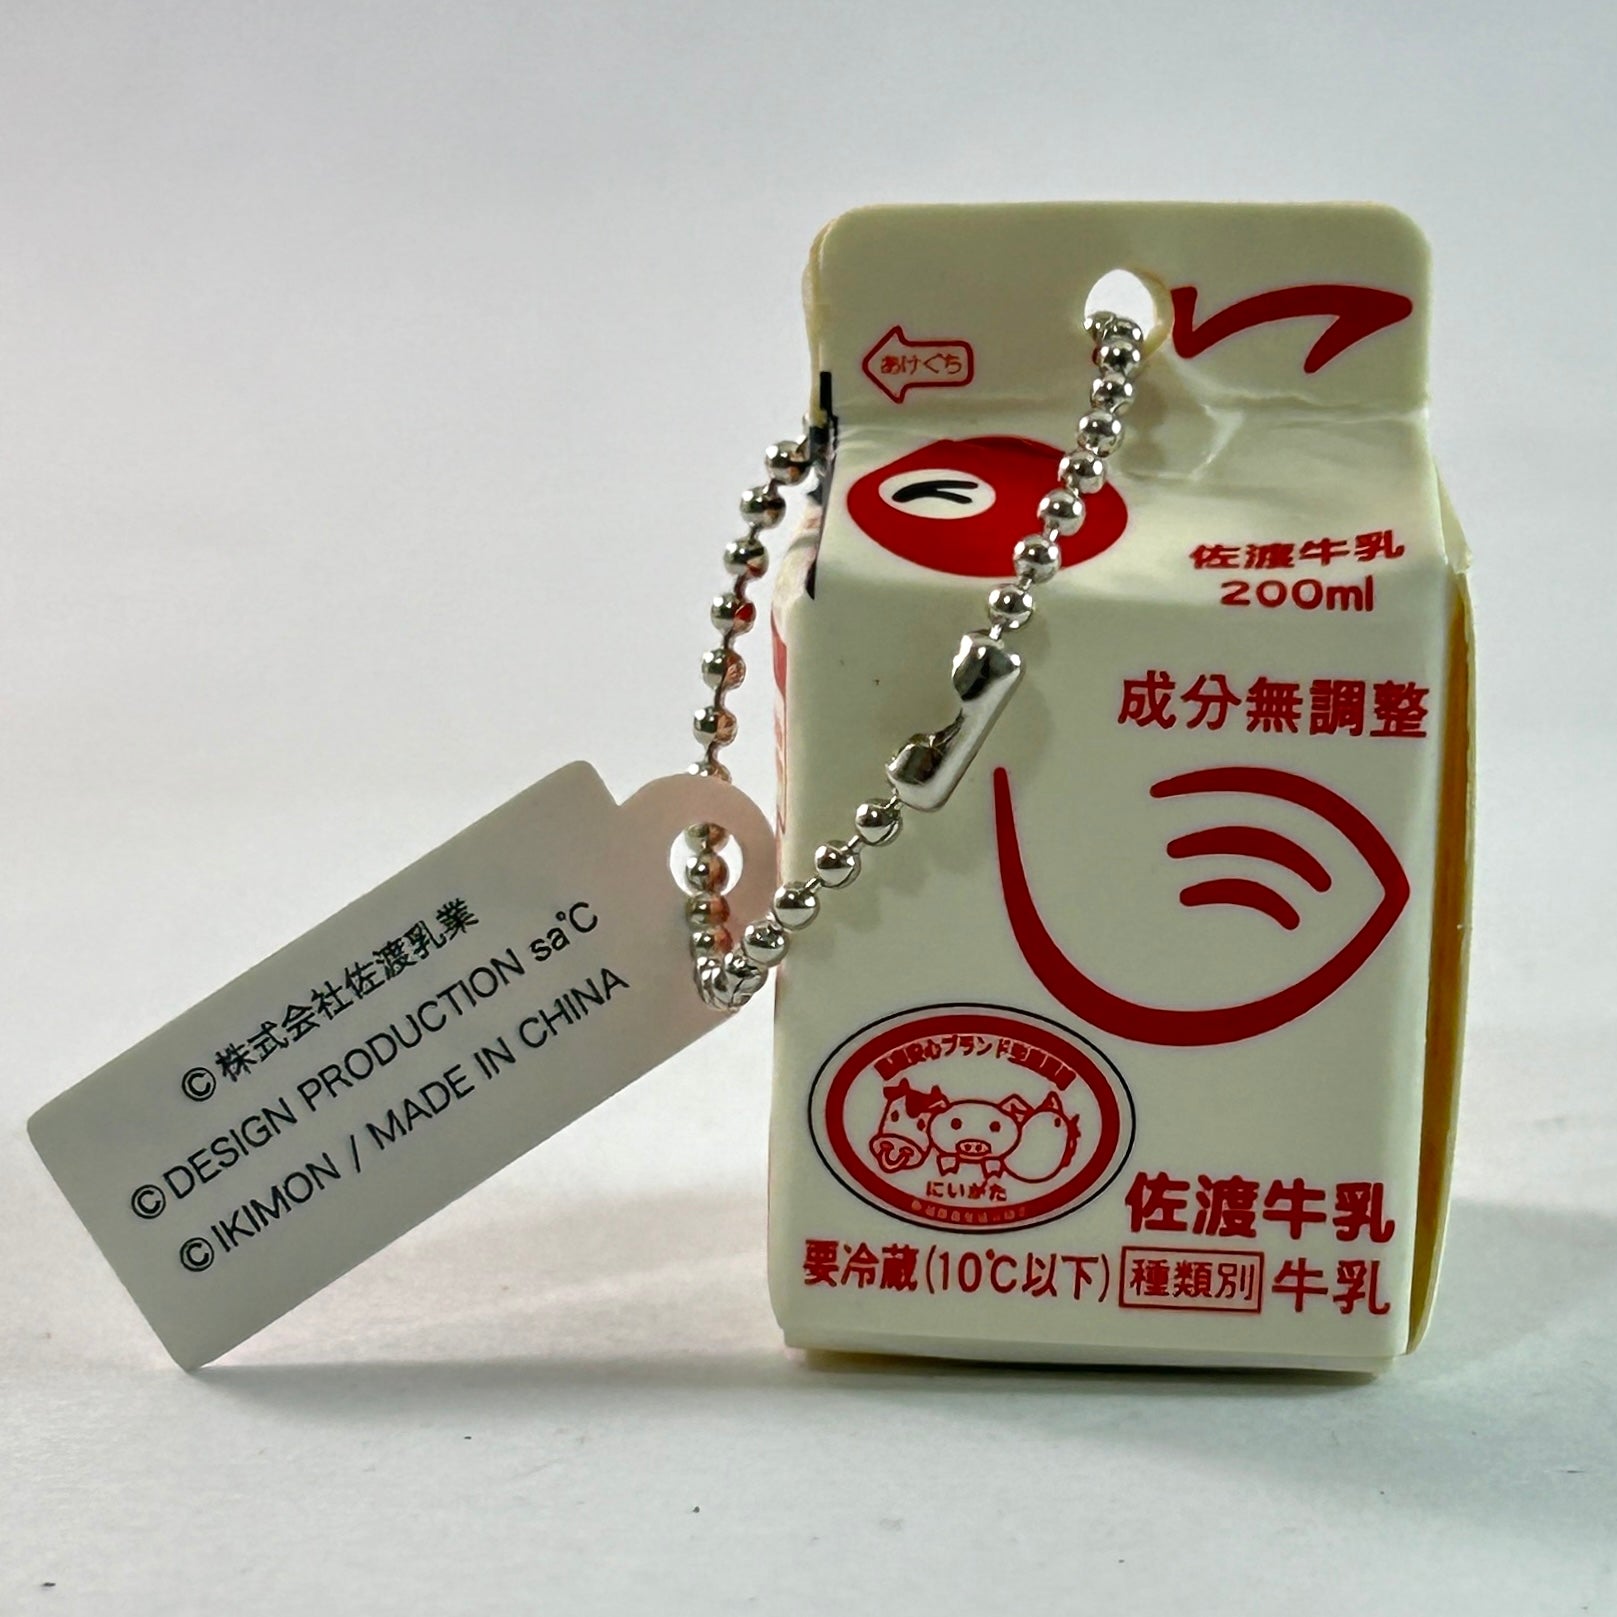 あけぐち
佐渡牛乳
200ml
成分無調整
にいがた
佐渡牛乳
要冷蔵(10℃以下) 種類別 牛乳
©株式会社佐渡乳業
©DESIGN PRODUCTION sa℃
©IKIMON / MADE IN CHINA